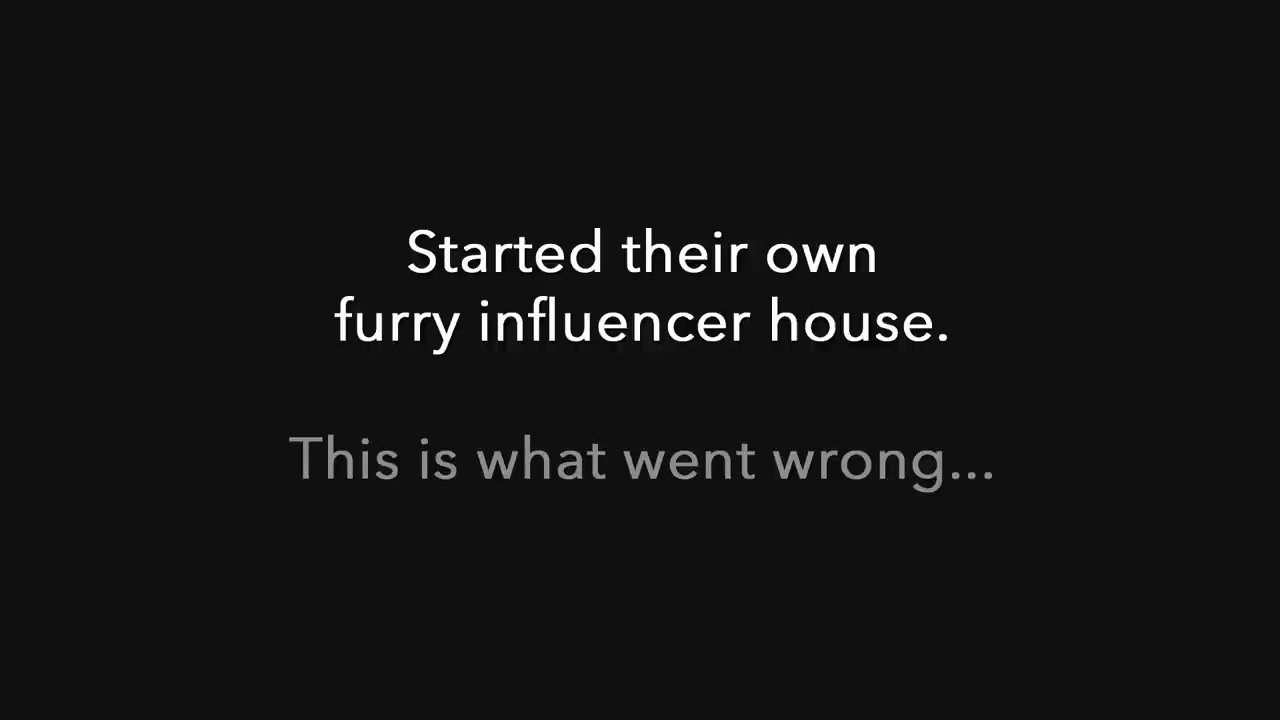 Started their own
furry influencer house.
This is what went wrong...